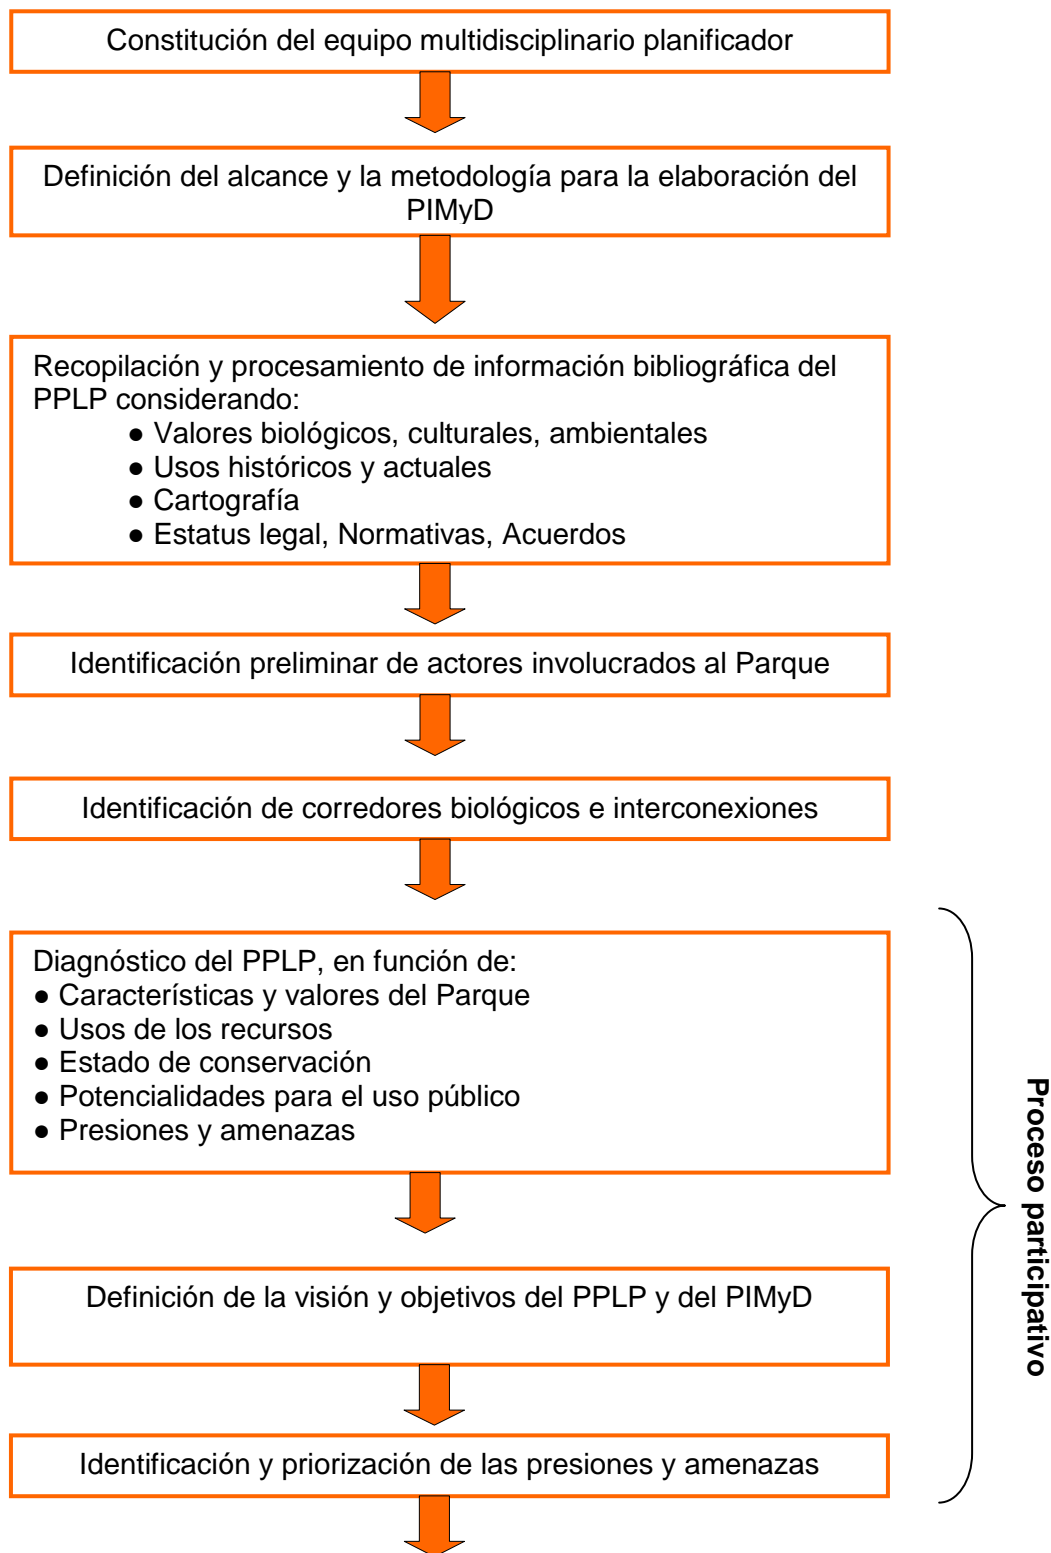 Constitución del equipo multidisciplinario planificador
Definición del alcance y la metodología para la elaboración del
PIMyD
Recopilación y procesamiento de información bibliográfica del
PPLP considerando:
● Valores biológicos, culturales, ambientales
● Usos históricos y actuales
● Cartografía
● Estatus legal, Normativas, Acuerdos
Identificación preliminar de actores involucrados al Parque
Identificación de corredores biológicos e interconexiones
Diagnóstico del PPLP, en función de:
● Características y valores del Parque
● Usos de los recursos
● Estado de conservación
● Potencialidades para el uso público
● Presiones y amenazas
Definición de la visión y objetivos del PPLP y del PIMyD
Identificación y priorización de las presiones y amenazas
Proceso participativo